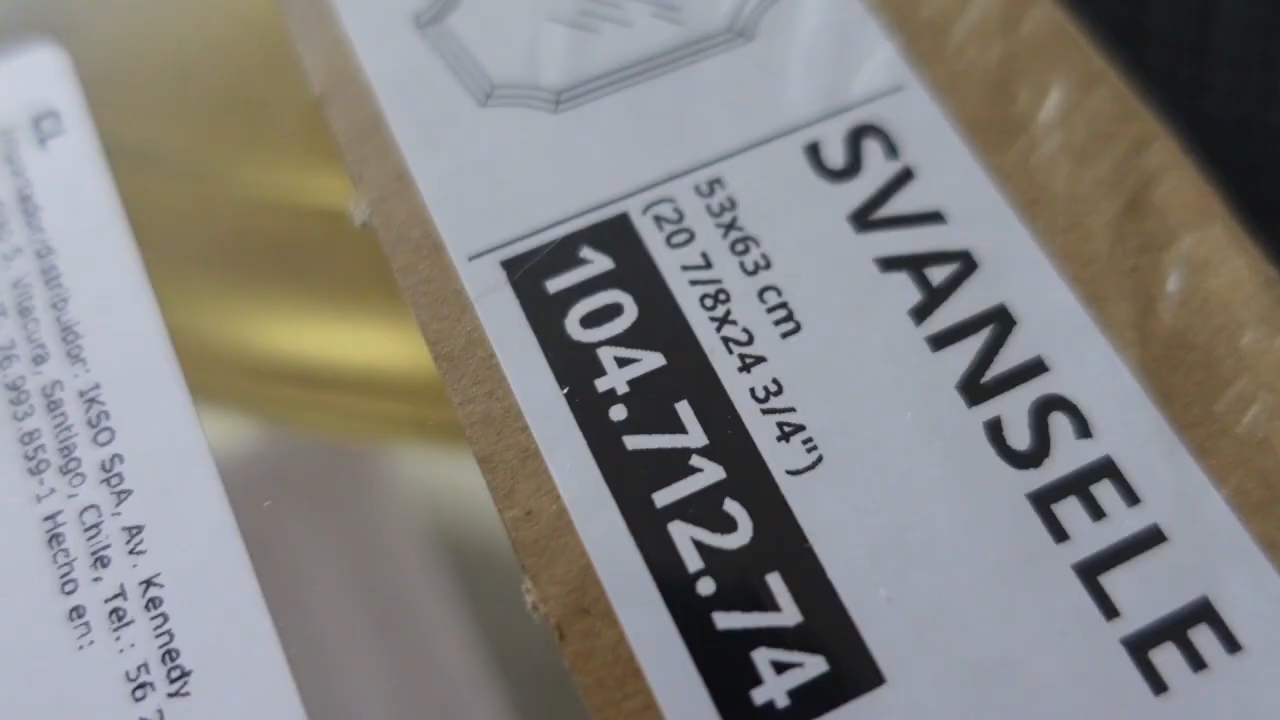 SVANSELE
53x63 cm
(20 7/8x24 3/4")
104.712.74
CL
Importador/distribuidor: IKSO SpA, Av. Kennedy
Vitacura, Santiago, Chile, Tel.: 56
76.993.859-1 Hecho en: